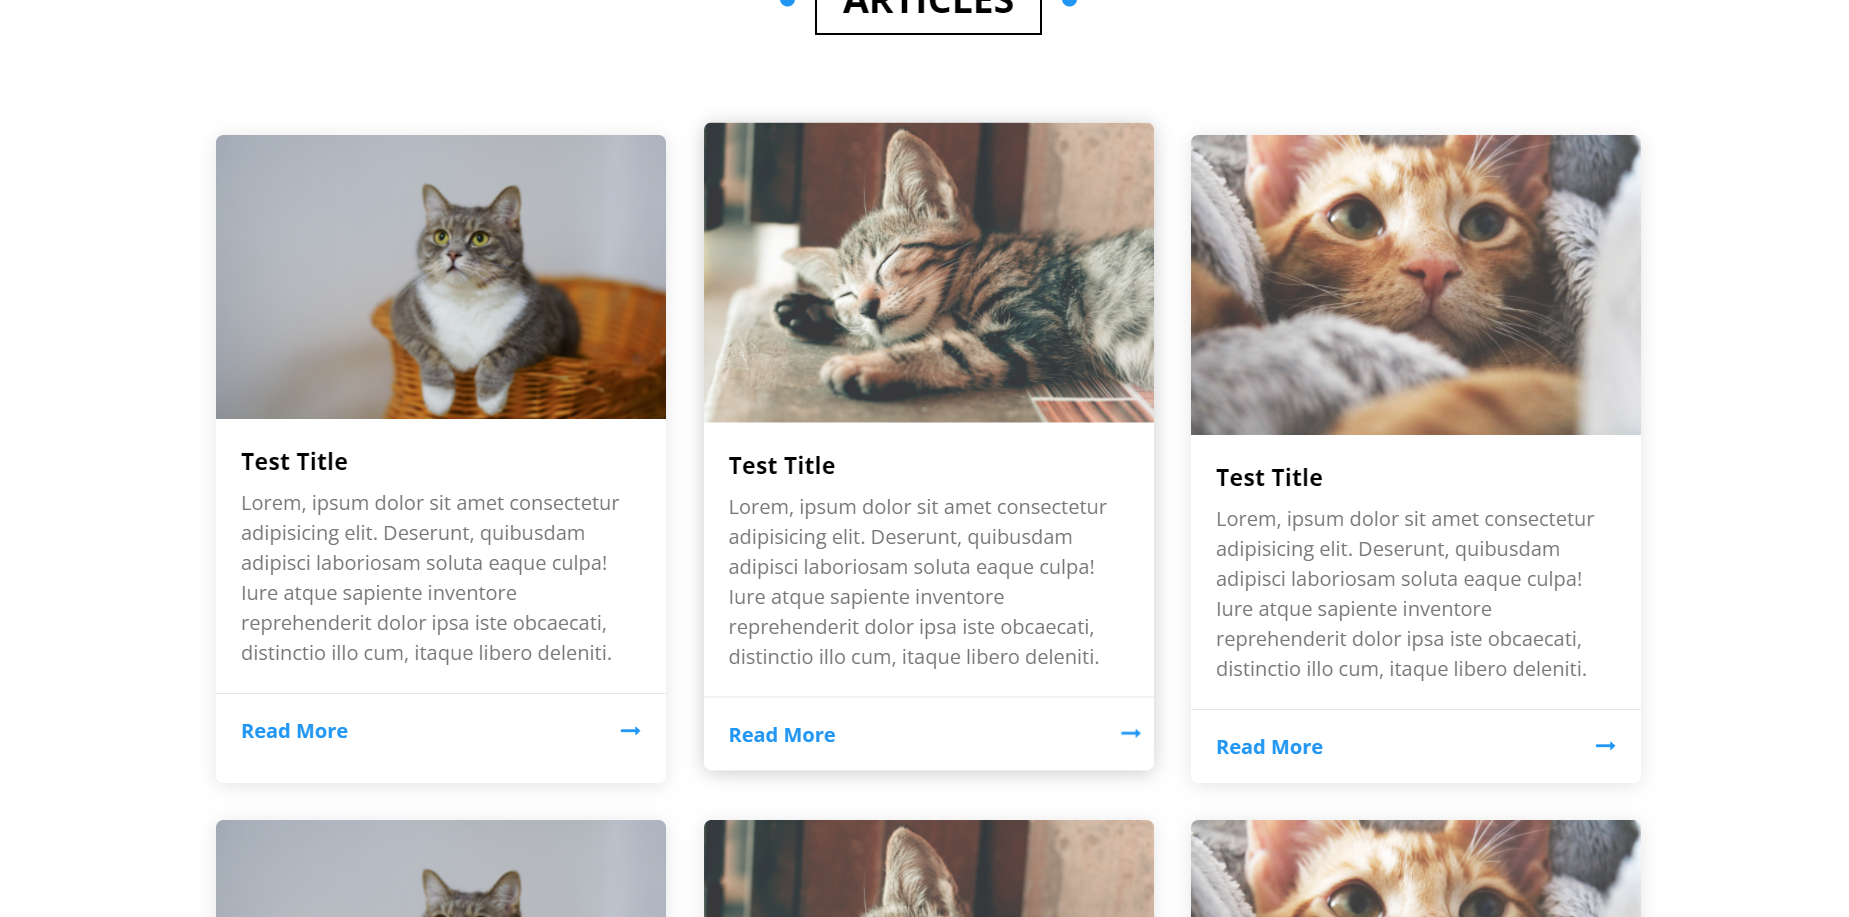 ARTICLES
Test Title
Lorem, ipsum dolor sit amet consectetur
adipisicing elit. Deserunt, quibusdam
adipisci laboriosam soluta eaque culpa!
Iure atque sapiente inventore
reprehenderit dolor ipsa iste obcaecati,
distinctio illo cum, itaque libero deleniti.
Read More
Test Title
Lorem, ipsum dolor sit amet consectetur
adipisicing elit. Deserunt, quibusdam
adipisci laboriosam soluta eaque culpa!
Iure atque sapiente inventore
reprehenderit dolor ipsa iste obcaecati,
distinctio illo cum, itaque libero deleniti.
Read More
Test Title
Lorem, ipsum dolor sit amet consectetur
adipisicing elit. Deserunt, quibusdam
adipisci laboriosam soluta eaque culpa!
Iure atque sapiente inventore
reprehenderit dolor ipsa iste obcaecati,
distinctio illo cum, itaque libero deleniti.
Read More